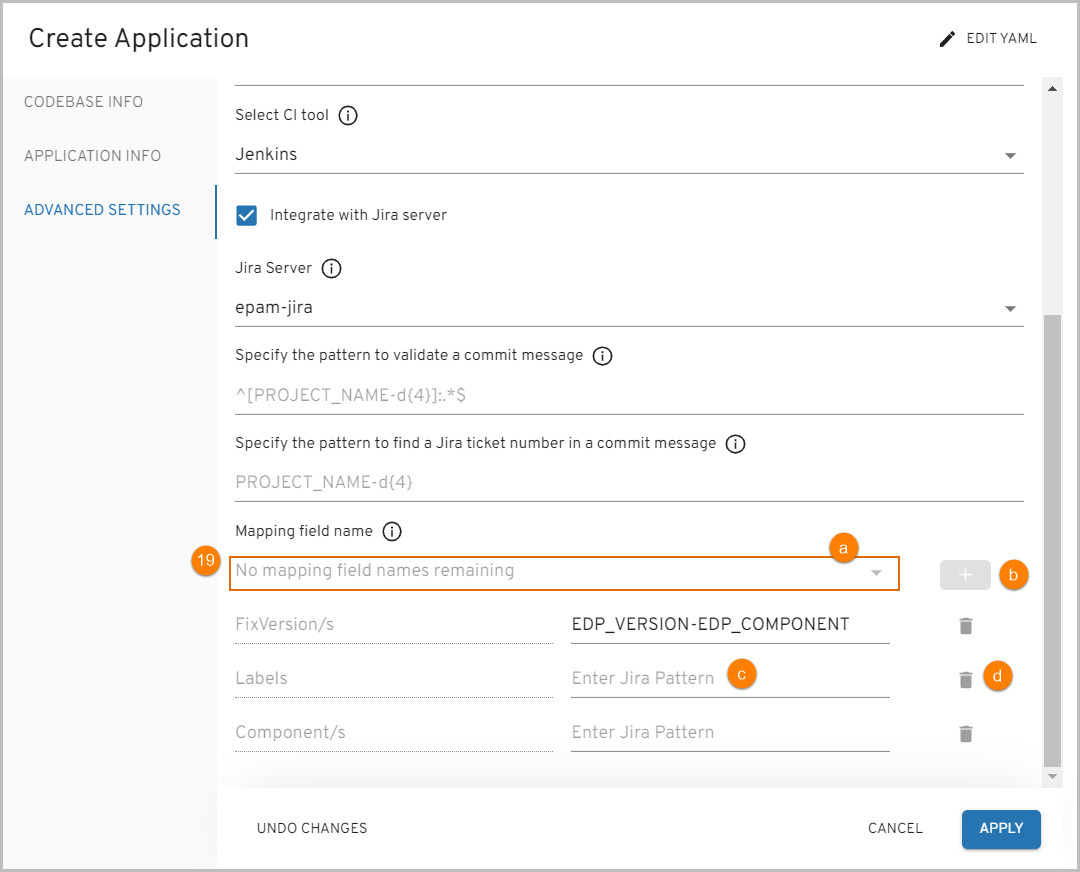 Create Application
EDIT YAML
CODEBASE INFO
APPLICATION INFO
ADVANCED SETTINGS
Select CI tool
Jenkins
Integrate with Jira server
Jira Server
epam-jira
Specify the pattern to validate a commit message
^[PROJECT_NAME-d{4}]:.*$
Specify the pattern to find a Jira ticket number in a commit message
PROJECT_NAME-d{4}
Mapping field name
19
No mapping field names remaining
a
b
FixVersion/s
EDP_VERSION-EDP_COMPONENT
Labels
Enter Jira Pattern
c
d
Component/s
Enter Jira Pattern
UNDO CHANGES
CANCEL
APPLY